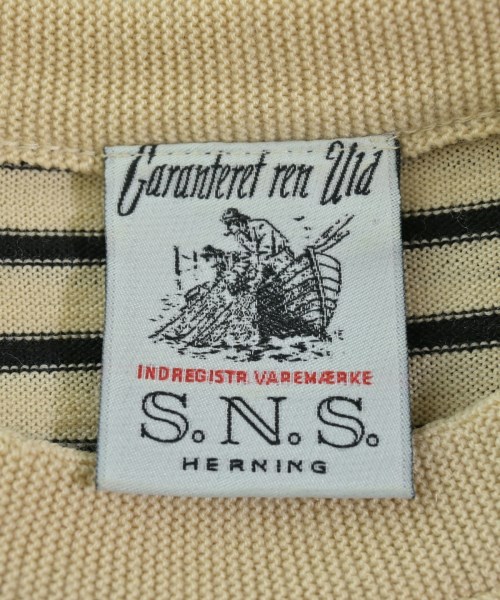 Garanteret ren Uld
INDREGISTR. VAREMÆRKE
S.N.S.
HERNING